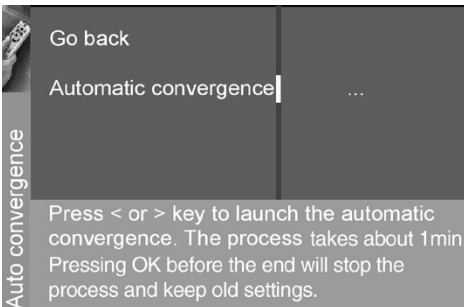 Go back
Automatic convergence ...
Auto convergence
Press < or > key to launch the automatic
convergence. The process takes about 1min
Pressing OK before the end will stop the
process and keep old settings.